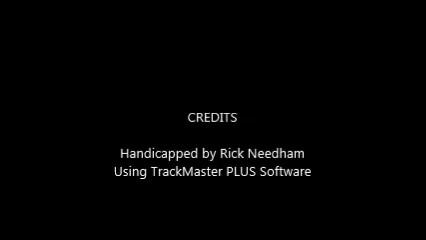 CREDITS
Handicapped by Rick Needham
Using TrackMaster PLUS Software